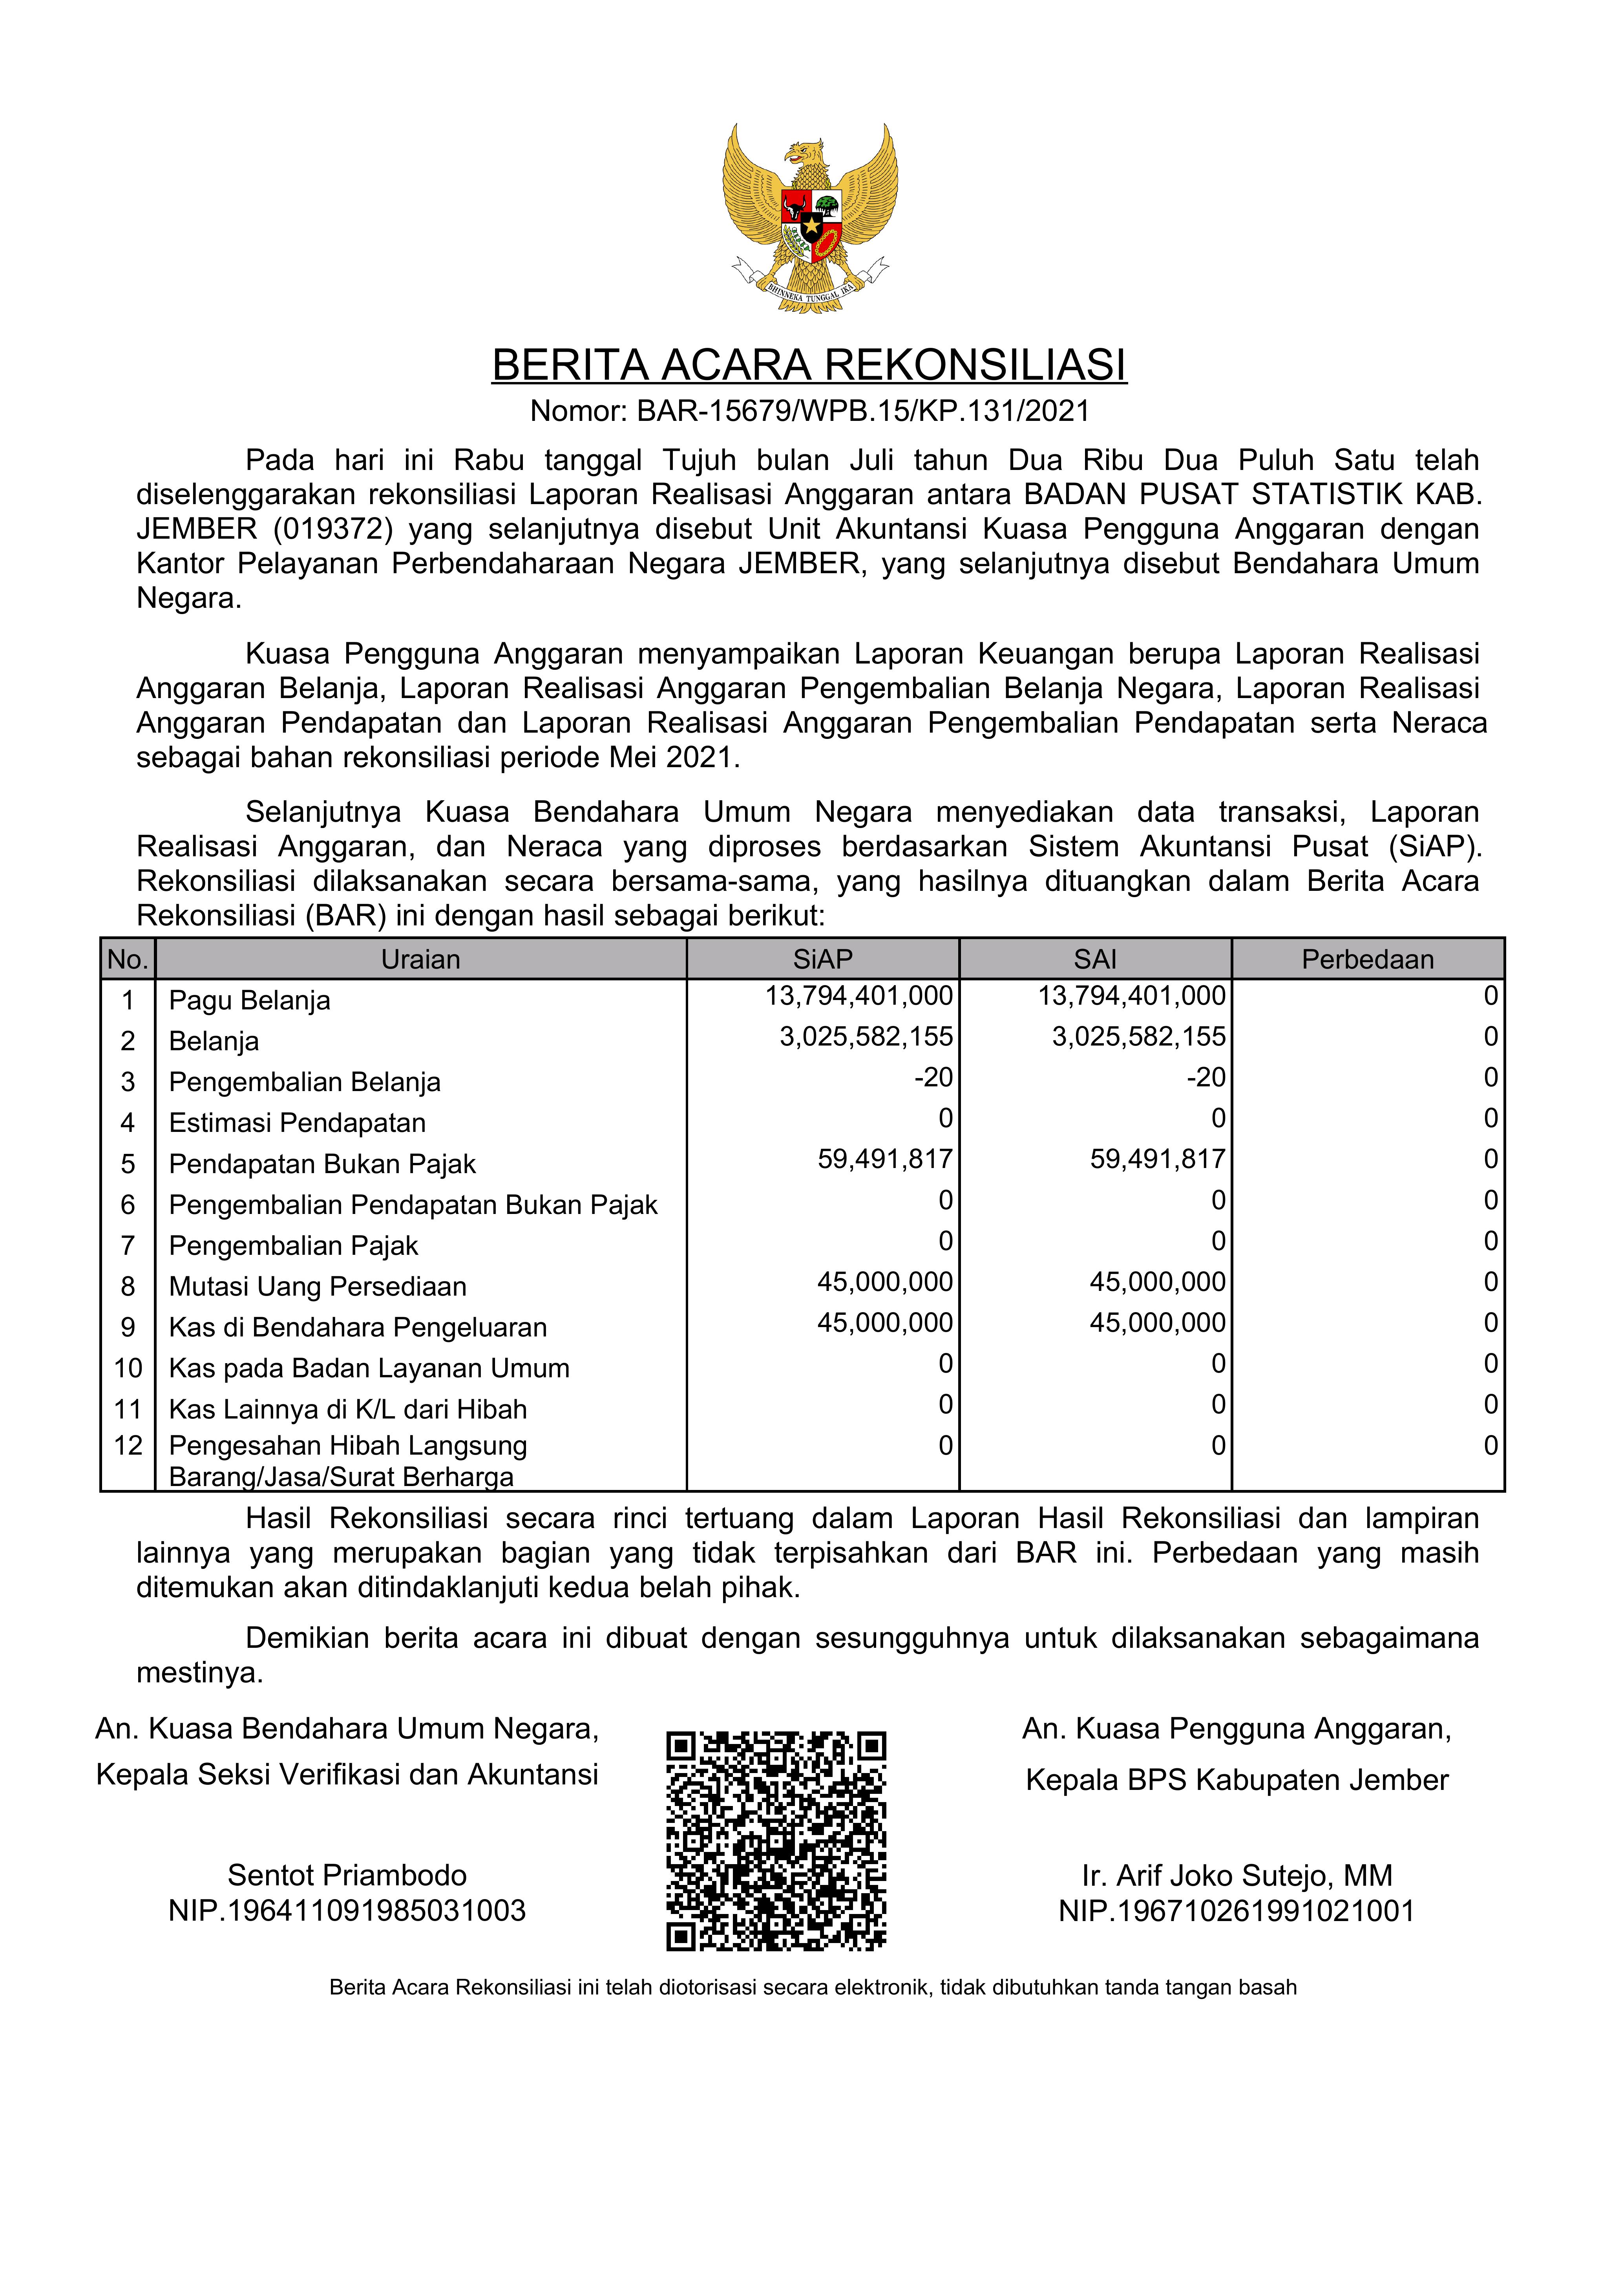 BHINNEKA TUNGGAL IKA
BERITA ACARA REKONSILIASI
Nomor: BAR-15679/WPB.15/KP.131/2021
Pada hari ini Rabu tanggal Tujuh bulan Juli tahun Dua Ribu Dua Puluh Satu telah
diselenggarakan rekonsiliasi Laporan Realisasi Anggaran antara BADAN PUSAT STATISTIK KAB.
JEMBER (019372) yang selanjutnya disebut Unit Akuntansi Kuasa Pengguna Anggaran dengan
Kantor Pelayanan Perbendaharaan Negara JEMBER, yang selanjutnya disebut Bendahara Umum
Negara.
Kuasa Pengguna Anggaran menyampaikan Laporan Keuangan berupa Laporan Realisasi
Anggaran Belanja, Laporan Realisasi Anggaran Pengembalian Belanja Negara, Laporan Realisasi
Anggaran Pendapatan dan Laporan Realisasi Anggaran Pengembalian Pendapatan serta Neraca
sebagai bahan rekonsiliasi periode Mei 2021.
Selanjutnya Kuasa Bendahara Umum Negara menyediakan data transaksi, Laporan
Realisasi Anggaran, dan Neraca yang diproses berdasarkan Sistem Akuntansi Pusat (SiAP).
Rekonsiliasi dilaksanakan secara bersama-sama, yang hasilnya dituangkan dalam Berita Acara
Rekonsiliasi (BAR) ini dengan hasil sebagai berikut:
No. Uraian SiAP SAI Perbedaan
1 Pagu Belanja 13,794,401,000 13,794,401,000 0
2 Belanja 3,025,582,155 3,025,582,155 0
3 Pengembalian Belanja -20 -20 0
4 Estimasi Pendapatan 0 0 0
5 Pendapatan Bukan Pajak 59,491,817 59,491,817 0
6 Pengembalian Pendapatan Bukan Pajak 0 0 0
7 Pengembalian Pajak 0 0 0
8 Mutasi Uang Persediaan 45,000,000 45,000,000 0
9 Kas di Bendahara Pengeluaran 45,000,000 45,000,000 0
10 Kas pada Badan Layanan Umum 0 0 0
11 Kas Lainnya di K/L dari Hibah 0 0 0
12 Pengesahan Hibah Langsung 0 0 0
Barang/Jasa/Surat Berharga
Hasil Rekonsiliasi secara rinci tertuang dalam Laporan Hasil Rekonsiliasi dan lampiran
lainnya yang merupakan bagian yang tidak terpisahkan dari BAR ini. Perbedaan yang masih
ditemukan akan ditindaklanjuti kedua belah pihak.
Demikian berita acara ini dibuat dengan sesungguhnya untuk dilaksanakan sebagaimana
mestinya.
An. Kuasa Bendahara Umum Negara,
Kepala Seksi Verifikasi dan Akuntansi
Sentot Priambodo
NIP.196411091985031003
An. Kuasa Pengguna Anggaran,
Kepala BPS Kabupaten Jember
Ir. Arif Joko Sutejo, MM
NIP.196710261991021001
Berita Acara Rekonsiliasi ini telah diotorisasi secara elektronik, tidak dibutuhkan tanda tangan basah